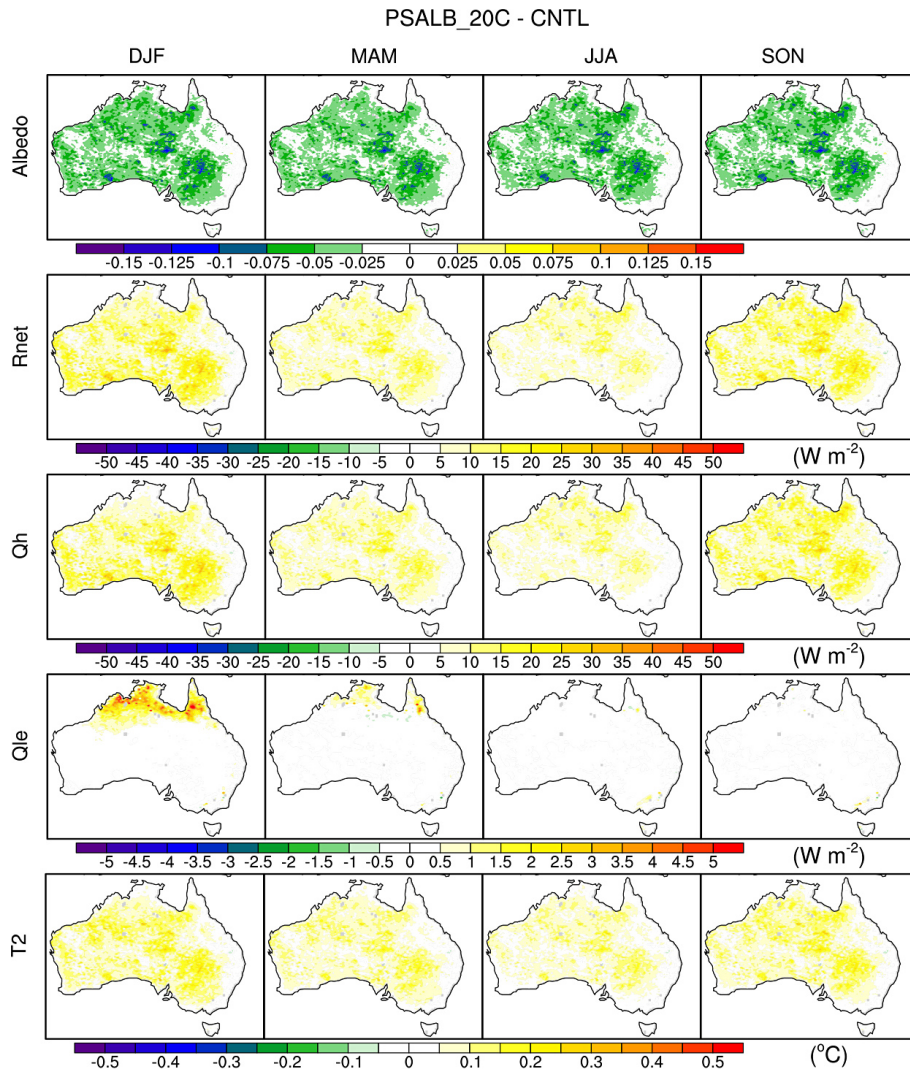 PSALB_20C - CNTL
DJF MAM JJA SON
Albedo
-0.15 -0.125 -0.1 -0.075 -0.05 -0.025 0 0.025 0.05 0.075 0.1 0.125 0.15
Rnet
-50 -45 -40 -35 -30 -25 -20 -15 -10 -5 0 5 10 15 20 25 30 35 40 45 50 (W m-2)
Qh
-50 -45 -40 -35 -30 -25 -20 -15 -10 -5 0 5 10 15 20 25 30 35 40 45 50 (W m-2)
Qle
-5 -4.5 -4 -3.5 -3 -2.5 -2 -1.5 -1 -0.5 0 0.5 1 1.5 2 2.5 3 3.5 4 4.5 5 (W m-2)
T2
-0.5 -0.4 -0.3 -0.2 -0.1 0 0.1 0.2 0.3 0.4 0.5 (°C)